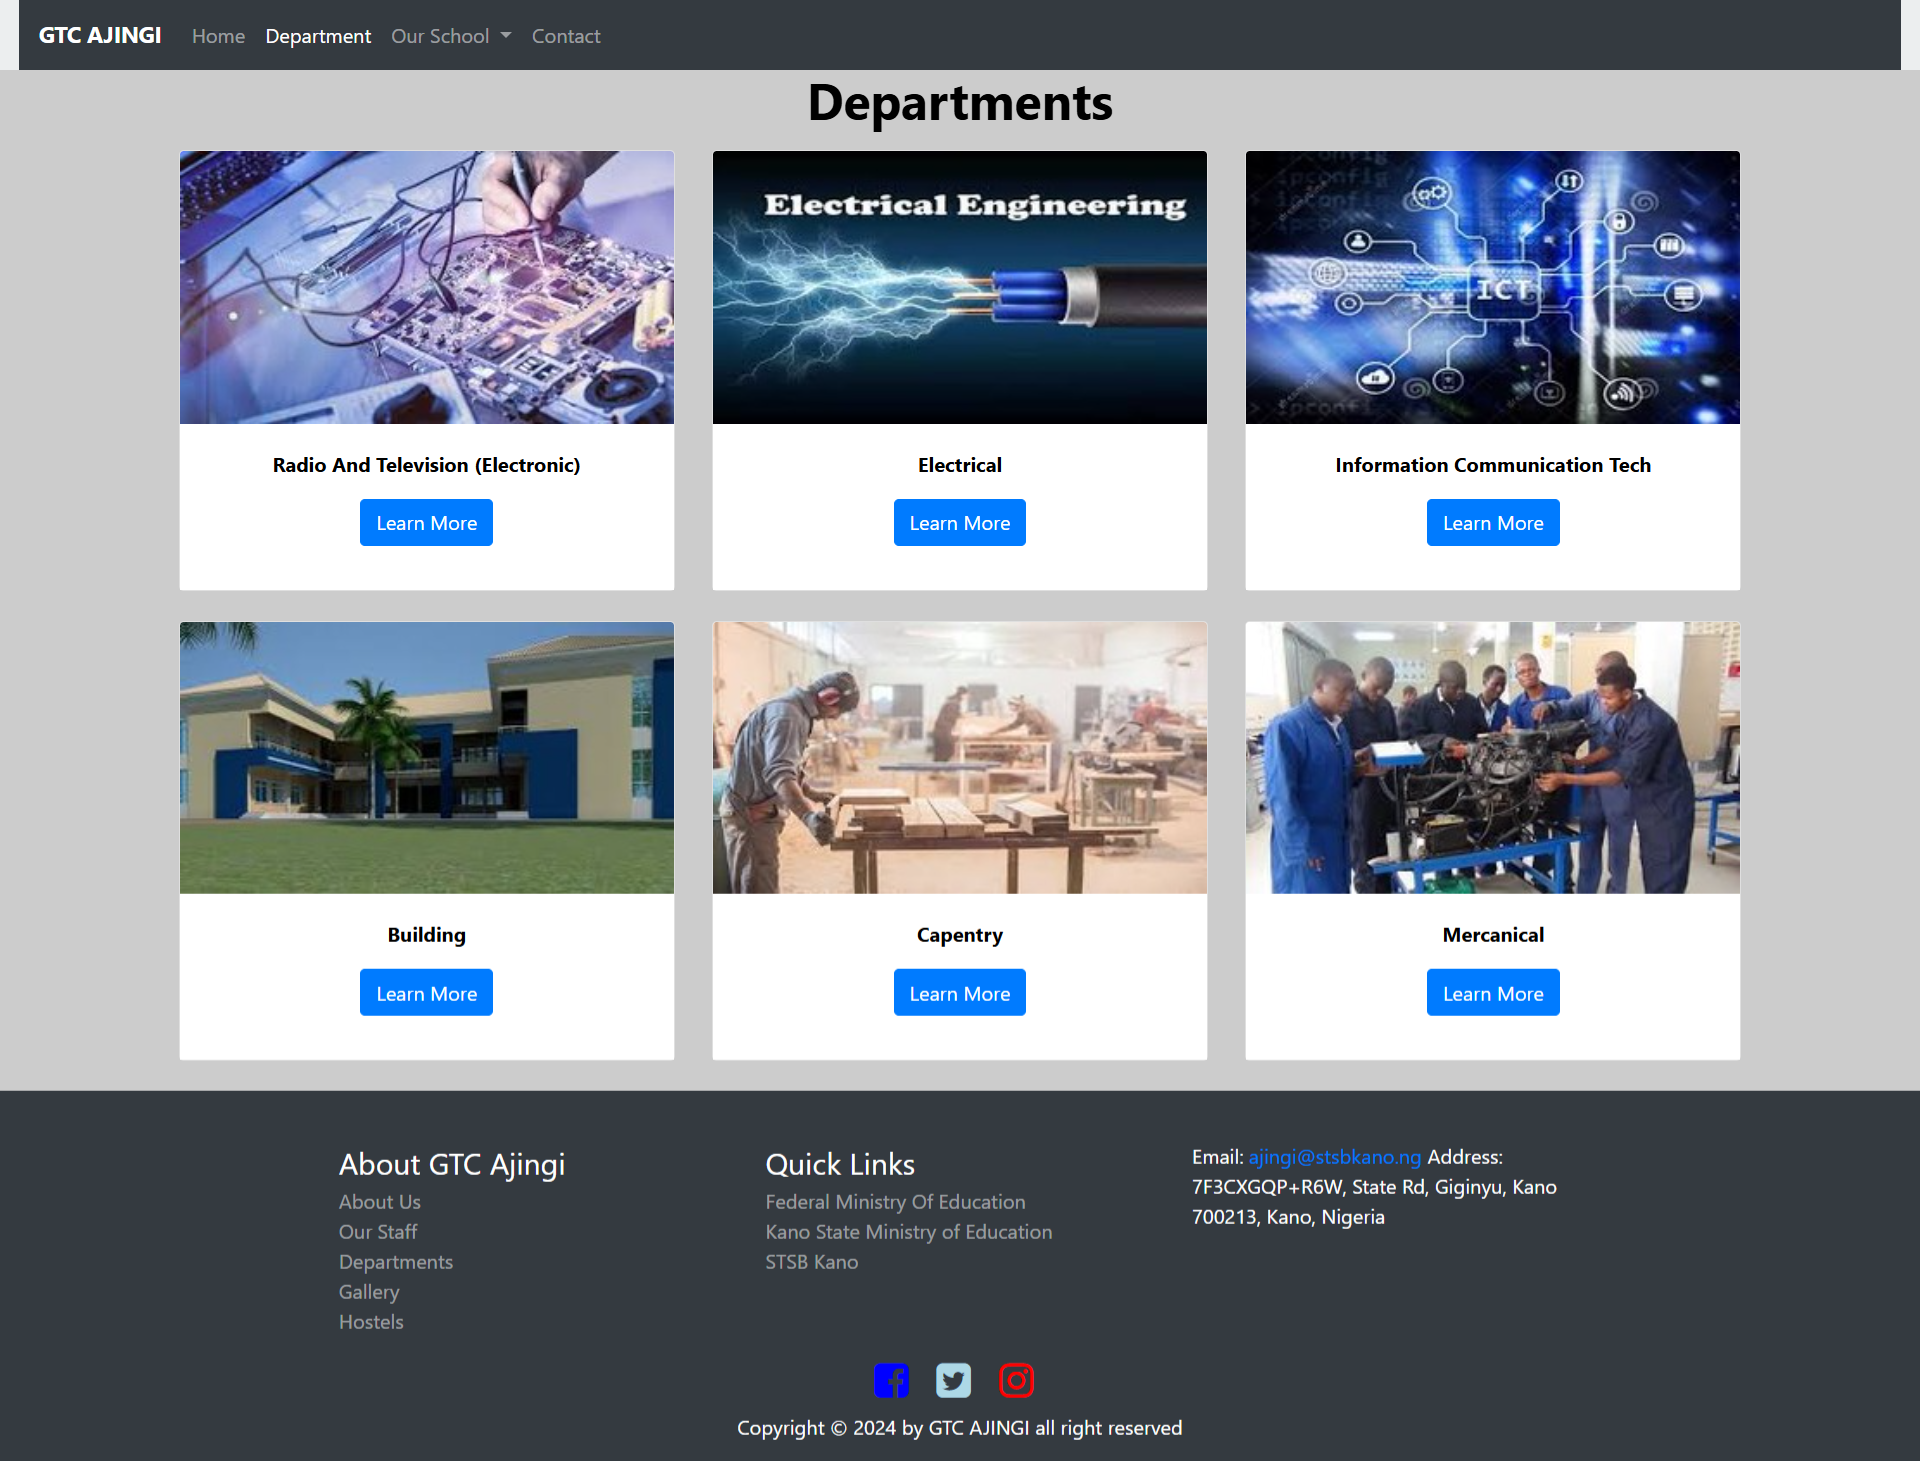 GTC AJINGI Home Department Our School Contact
Departments
Electrical Engineering
ipconfig
ICT
> ipconfi
Radio And Television (Electronic)
Electrical
Information Communication Tech
Learn More
Learn More
Learn More
Building
Capentry
Mercanical
Learn More
Learn More
Learn More
About GTC Ajingi
About Us
Our Staff
Departments
Gallery
Hostels
Quick Links
Federal Ministry Of Education
Kano State Ministry of Education
STSB Kano
Email: ajingi@stsbkano.ng Address:
7F3CXGQP+R6W, State Rd, Giginyu, Kano
700213, Kano, Nigeria
Copyright © 2024 by GTC AJINGI all right reserved